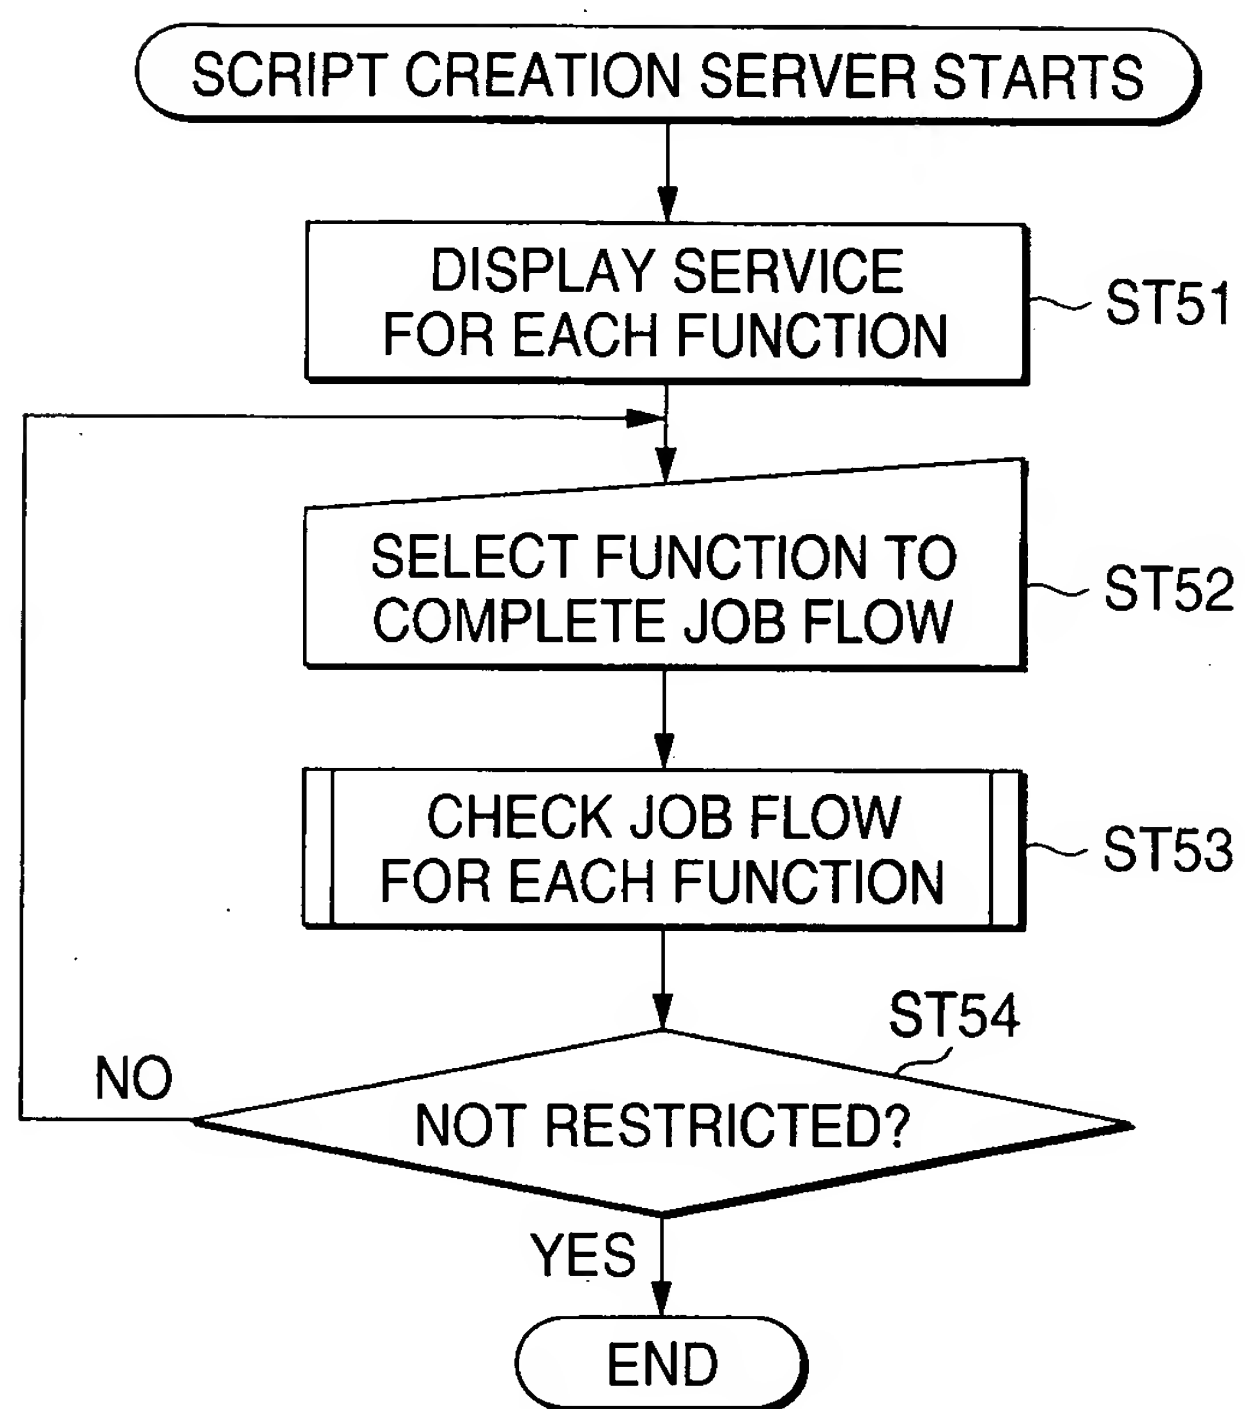 SCRIPT CREATION SERVER STARTS
DISPLAY SERVICE
FOR EACH FUNCTION
ST51
SELECT FUNCTION TO
COMPLETE JOB FLOW
ST52
CHECK JOB FLOW
FOR EACH FUNCTION
ST53
ST54
NO
NOT RESTRICTED?
YES
END